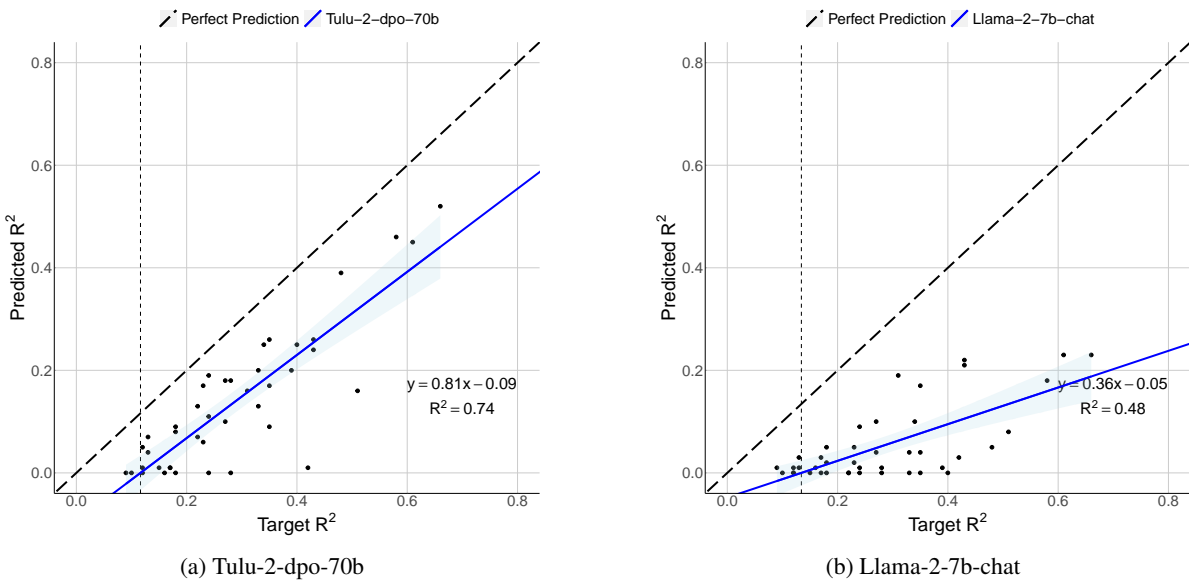 Perfect Prediction Tulu−2−dpo−70b
0.8
0.6
0.4
0.2
0.0
Predicted R²
y = 0.81x − 0.09
R² = 0.74
0.0 0.2 0.4 0.6 0.8
Target R²
(a) Tulu-2-dpo-70b
Perfect Prediction Llama−2−7b−chat
0.8
0.6
0.4
0.2
0.0
Predicted R²
y = 0.36x − 0.05
R² = 0.48
0.0 0.2 0.4 0.6 0.8
Target R²
(b) Llama-2-7b-chat